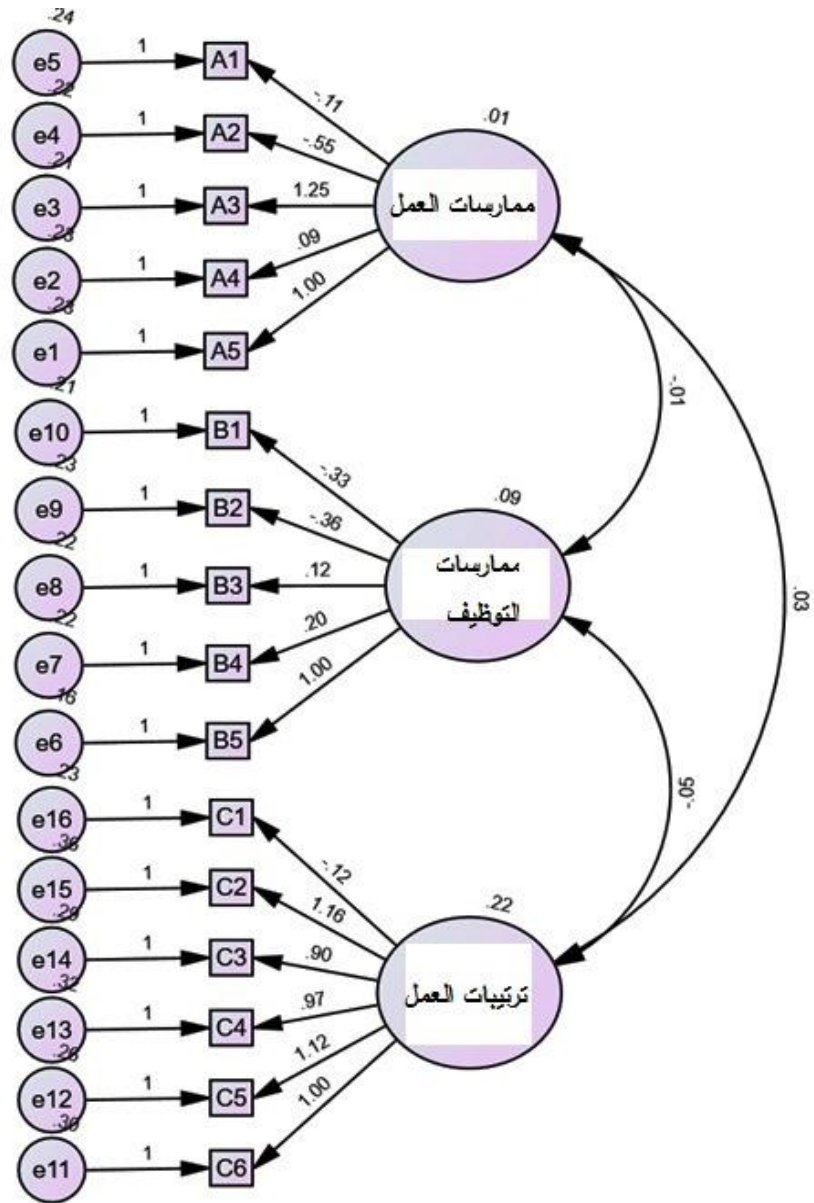 .24
e5 1 A1
-.11
.22
e4 1 A2
-.55
.01
.21
e3 1 A3
1.25
ممارسات العمل
e2 1 A4
.09
e1 1 A5
1.00
-.01
.21
e10 1 B1
-.33
.23
e9 1 B2
-.36
.09
.22
e8 1 B3
.12
ممارسات
التوظيف
.03
.22
e7 1 B4
.20
.16
e6 1 B5
1.00
-.05
.23
e16 1 C1
-.12
.36
e15 1 C2
1.16
.22
.29
e14 1 C3
.90
ترتيبات العمل
.32
e13 1 C4
.97
.26
e12 1 C5
1.12
.30
e11 1 C6
1.00